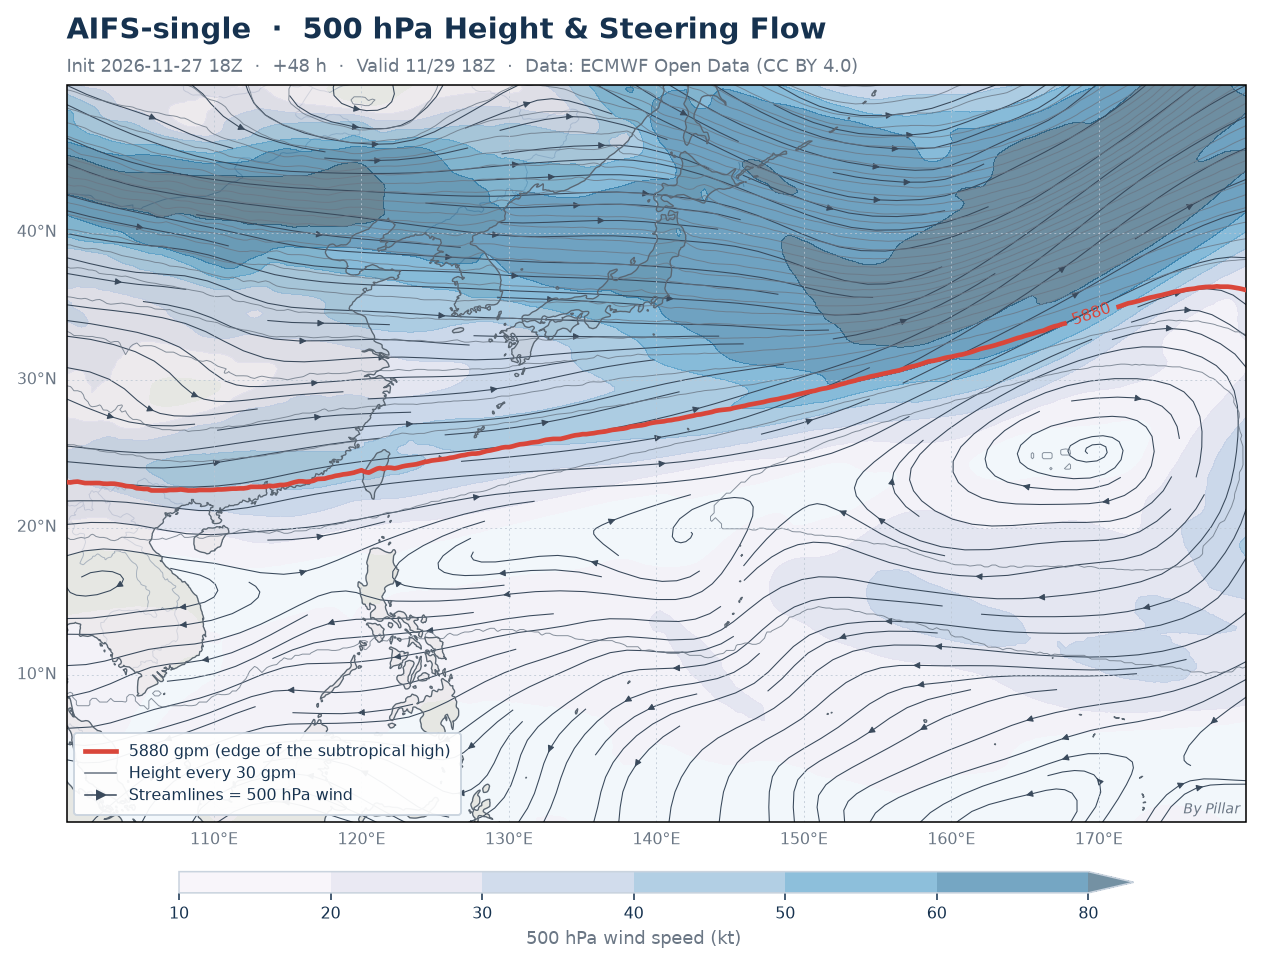 AIFS-single · 500 hPa Height & Steering Flow
Init 2026-11-27 18Z · +48 h · Valid 11/29 18Z · Data: ECMWF Open Data (CC BY 4.0)
40°N
30°N
20°N
10°N
5880
5880 gpm (edge of the subtropical high)
Height every 30 gpm
Streamlines = 500 hPa wind
By Pillar
110°E 120°E 130°E 140°E 150°E 160°E 170°E
10 20 30 40 50 60 80
500 hPa wind speed (kt)